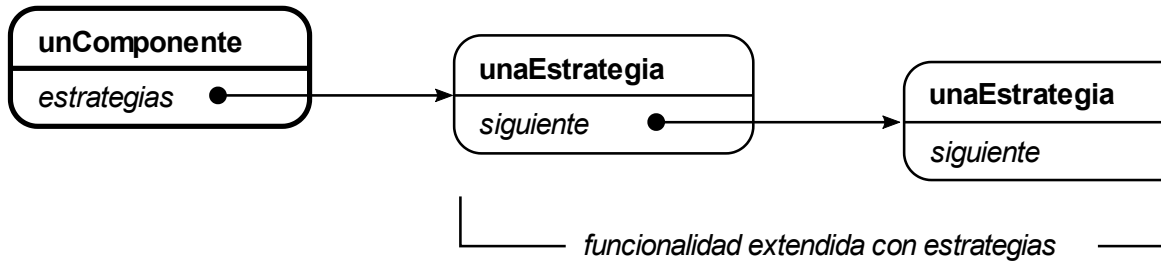 unComponente
estrategias
unaEstrategia
siguiente
unaEstrategia
siguiente
funcionalidad extendida con estrategias